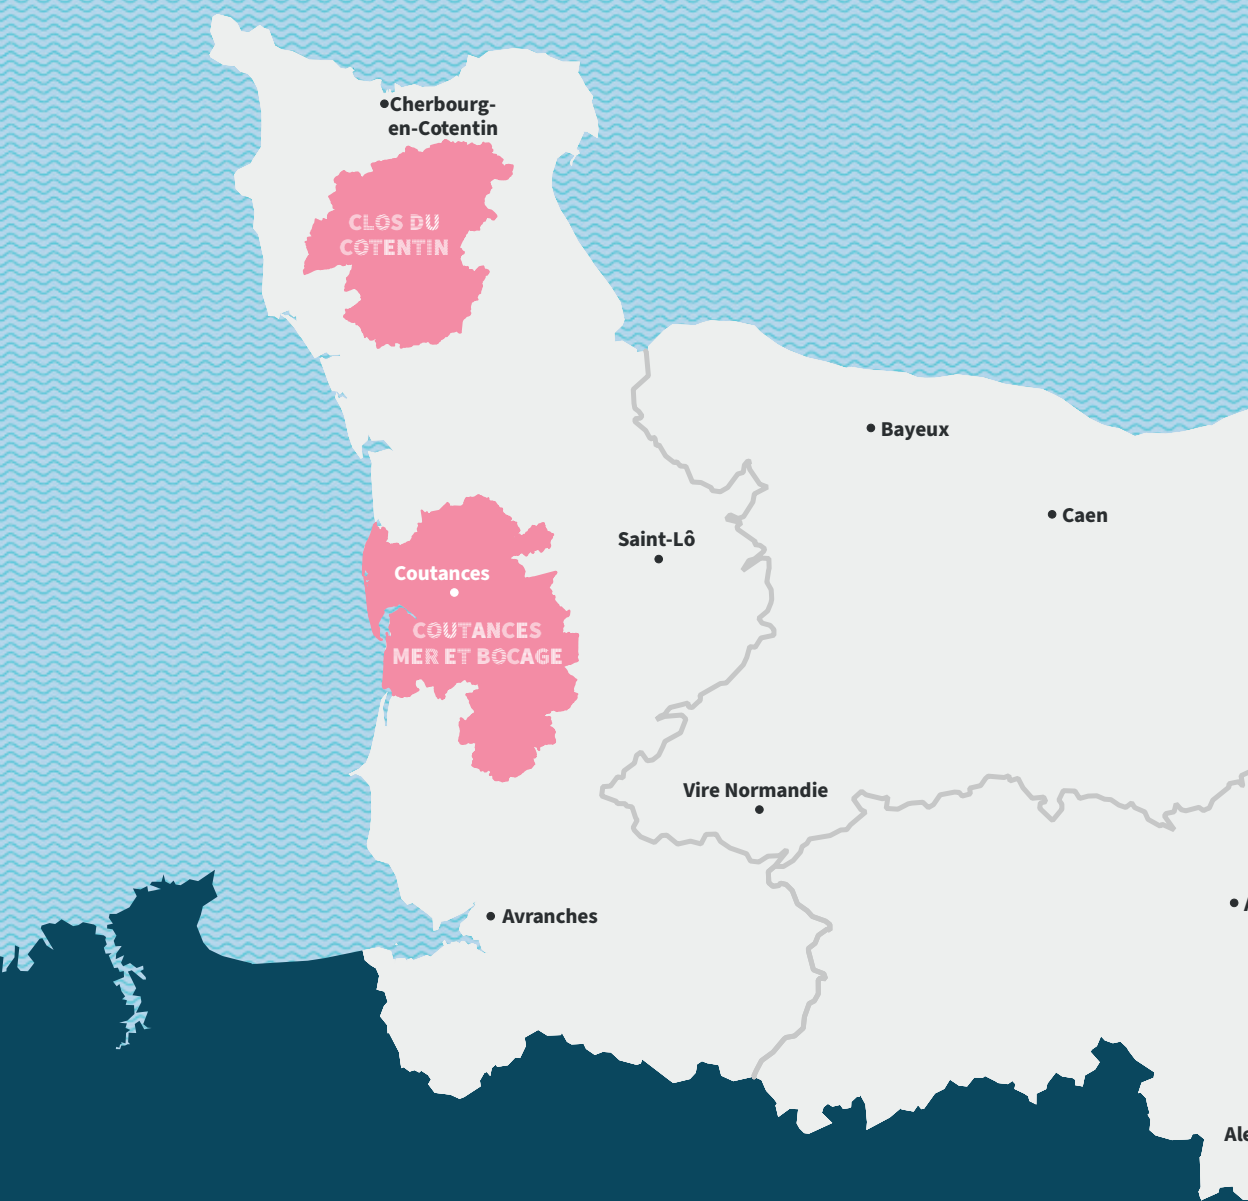 Cherbourg-
en-Cotentin
CLOS DU
COTENTIN
Bayeux
Caen
Saint-Lô
Coutances
COUTANCES
MER ET BOCAGE
Vire Normandie
Avranches